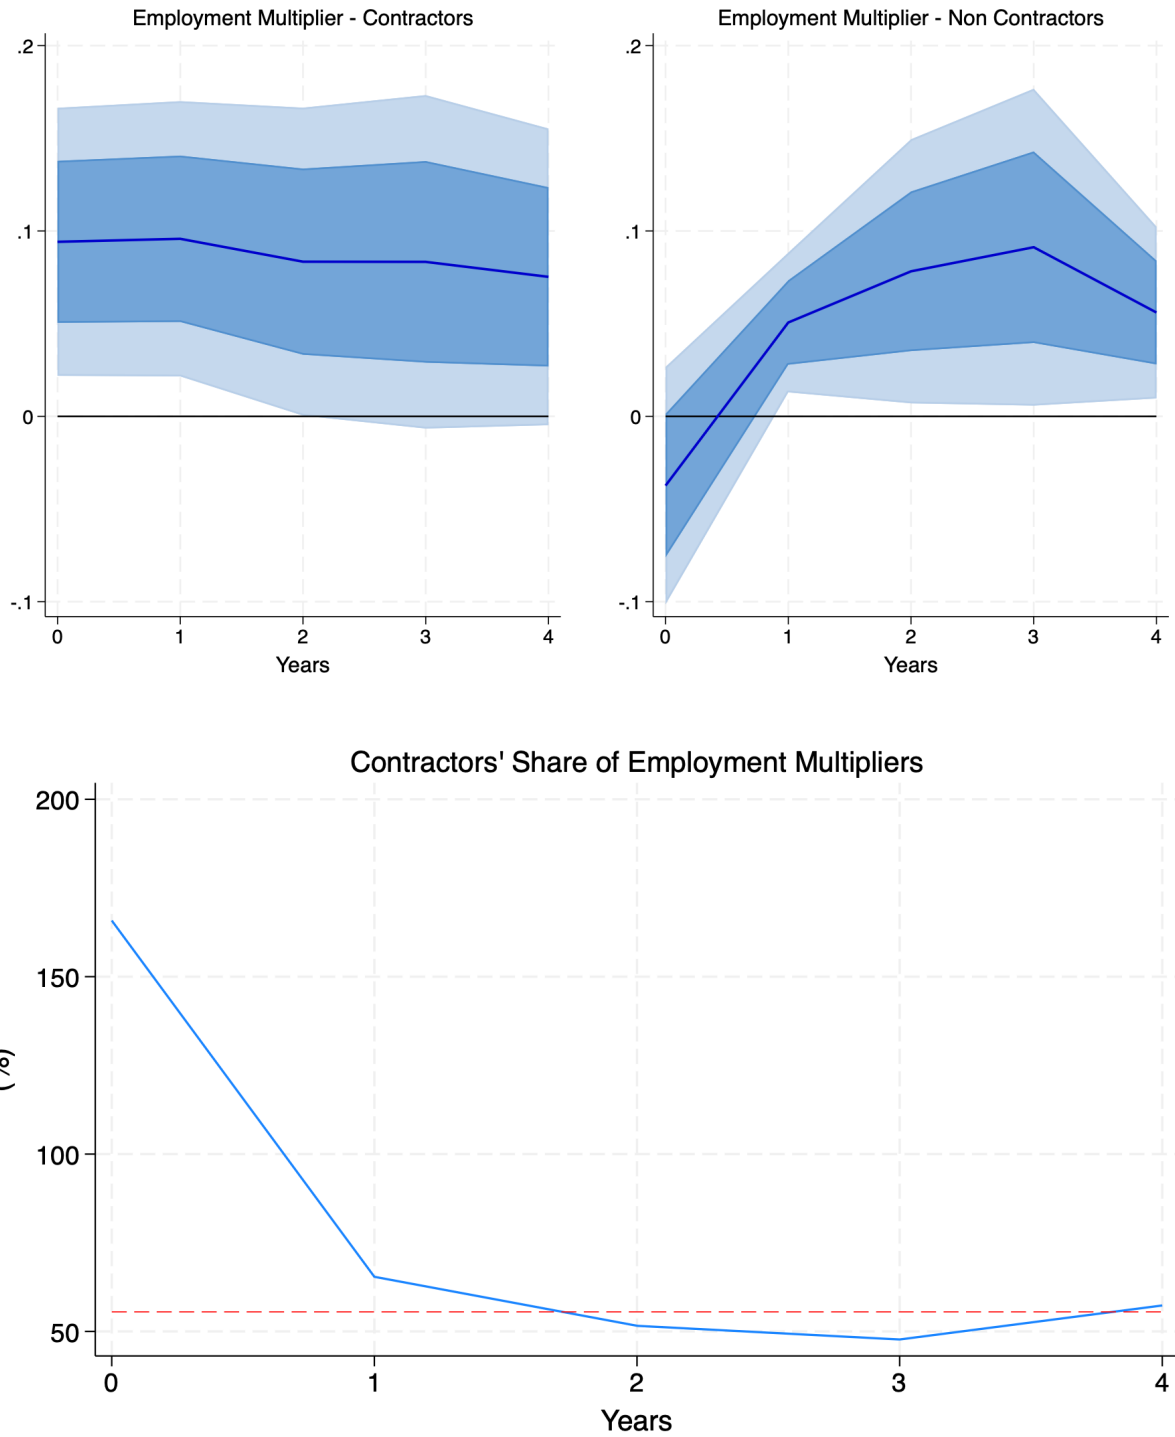 Employment Multiplier - Contractors
.2
.1
0
-.1
0 1 2 3 4
Years
Employment Multiplier - Non Contractors
.2
.1
0
-.1
0 1 2 3 4
Years
Contractors' Share of Employment Multipliers
200
150
100
50
(%)
0 1 2 3 4
Years